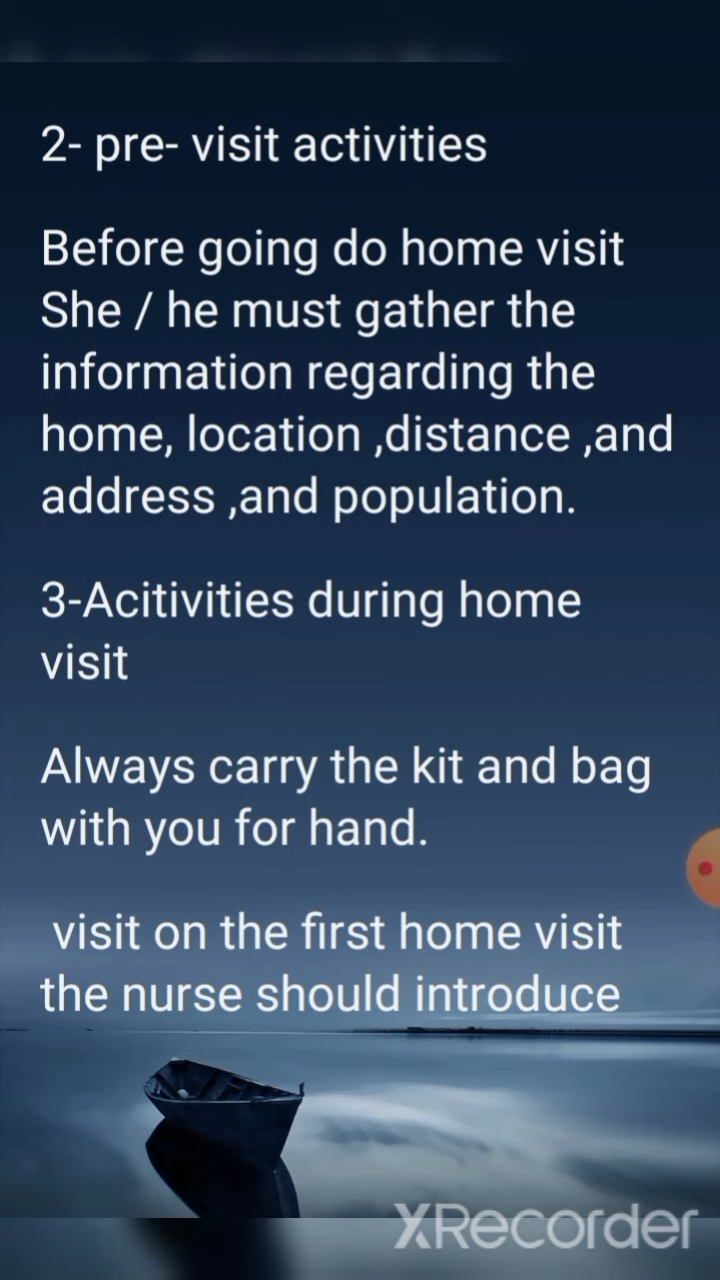 2- pre- visit activities
Before going do home visit
She / he must gather the
information regarding the
home, location ,distance ,and
address ,and population.
3-Acitivities during home
visit
Always carry the kit and bag
with you for hand.
visit on the first home visit
the nurse should introduce
XRecorder